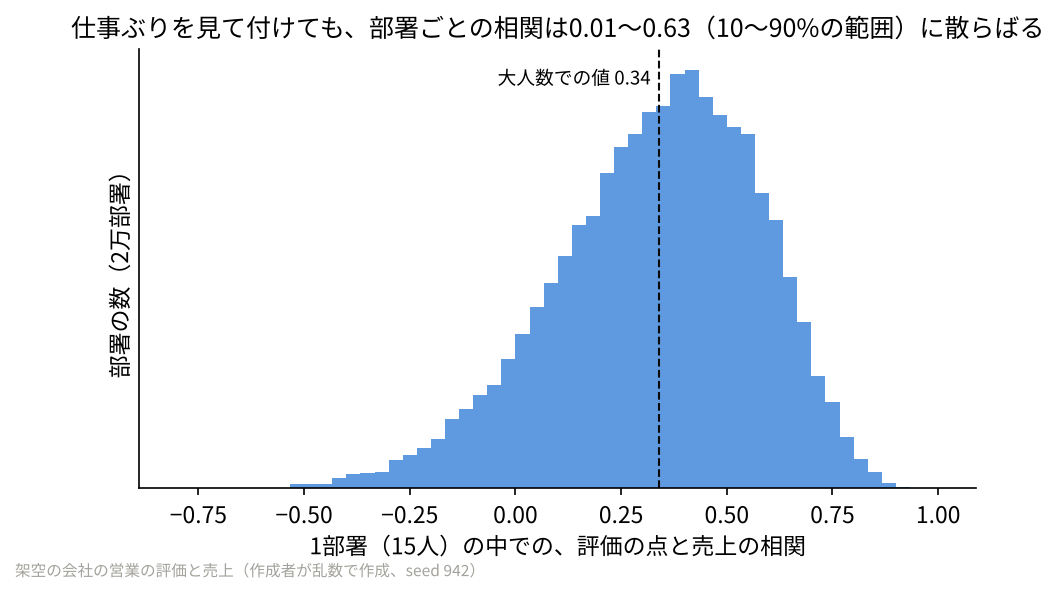 仕事ぶりを見て付けても、部署ごとの相関は0.01〜0.63（10〜90%の範囲）に散らばる
大人数での値 0.34
部署の数（2万部署）
−0.75 −0.50 −0.25 0.00 0.25 0.50 0.75 1.00
1部署（15人）の中での、評価の点と売上の相関
架空の会社の営業の評価と売上（作成者が乱数で作成、seed 942）